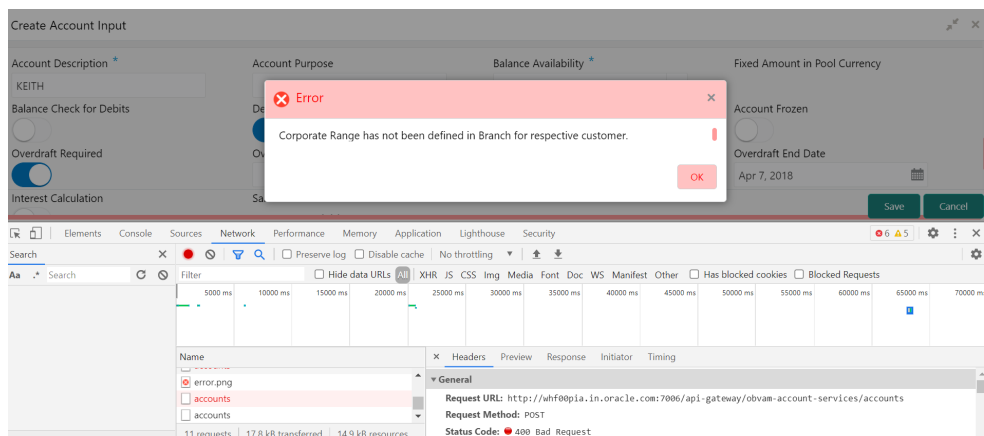 Create Account Input
Account Description * Account Purpose Balance Availability * Fixed Amount in Pool Currency
KEITH
Error
Balance Check for Debits De Account Frozen
Corporate Range has not been defined in Branch for respective customer.
Overdraft Required Ov Overdraft End Date
OK
Apr 7, 2018
Interest Calculation Sa
Save Cancel
Elements Console Sources Network Performance Memory Application Lighthouse Security 6 5
Search Preserve log Disable cache No throttling
Aa .* Search Filter Hide data URLs All XHR JS CSS Img Media Font Doc WS Manifest Other Has blocked cookies Blocked Requests
5000 ms 10000 ms 15000 ms 20000 ms 25000 ms 30000 ms 35000 ms 40000 ms 45000 ms 50000 ms 55000 ms 60000 ms 65000 ms 70000 m
Name Headers Preview Response Initiator Timing
error.png
accounts
accounts
11 requests 17.8 kB transferred 14.9 kB resources
General
Request URL: http://whf00pia.in.oracle.com:7006/api-gateway/obvam-account-services/accounts
Request Method: POST
Status Code: 400 Bad Request